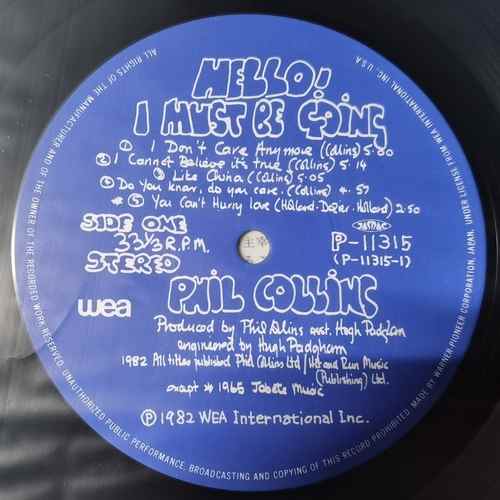 HELLO!
I MUST BE GOING
① I Don't Care Anymore (Collins) 5.00
② I Cannot Believe it's true (Collins) 5.14
③ Like China (Collins) 5.05
④ Do You know, do you care. (Collins) 4.57
* ⑤ You Can't Hurry love (Holland-Dozier-Holland) 2.50
SIDE ONE
33⅓ R.P.M.
STEREO
JASRAC
P-11315
(P-11315-1)
wea
PHIL COLLINS
Produced by Phil Collins asst. Hugh Padgham
engineered by Hugh Padgham
1982 All titles published Phil Collins Ltd/Hit and Run Music
(Publishing) Ltd.
except * 1965 Jobete Music
Ⓟ 1982 WEA International Inc.
ALL RIGHTS OF THE MANUFACTURER AND OF THE OWNER OF THE RECORDED WORK RESERVED. UNAUTHORIZED PUBLIC PERFORMANCE, BROADCASTING AND COPYING OF THIS RECORD PROHIBITED. MADE BY WARNER-PIONEER CORPORATION, JAPAN, UNDER LICENSE FROM WEA INTERNATIONAL INC., U.S.A.